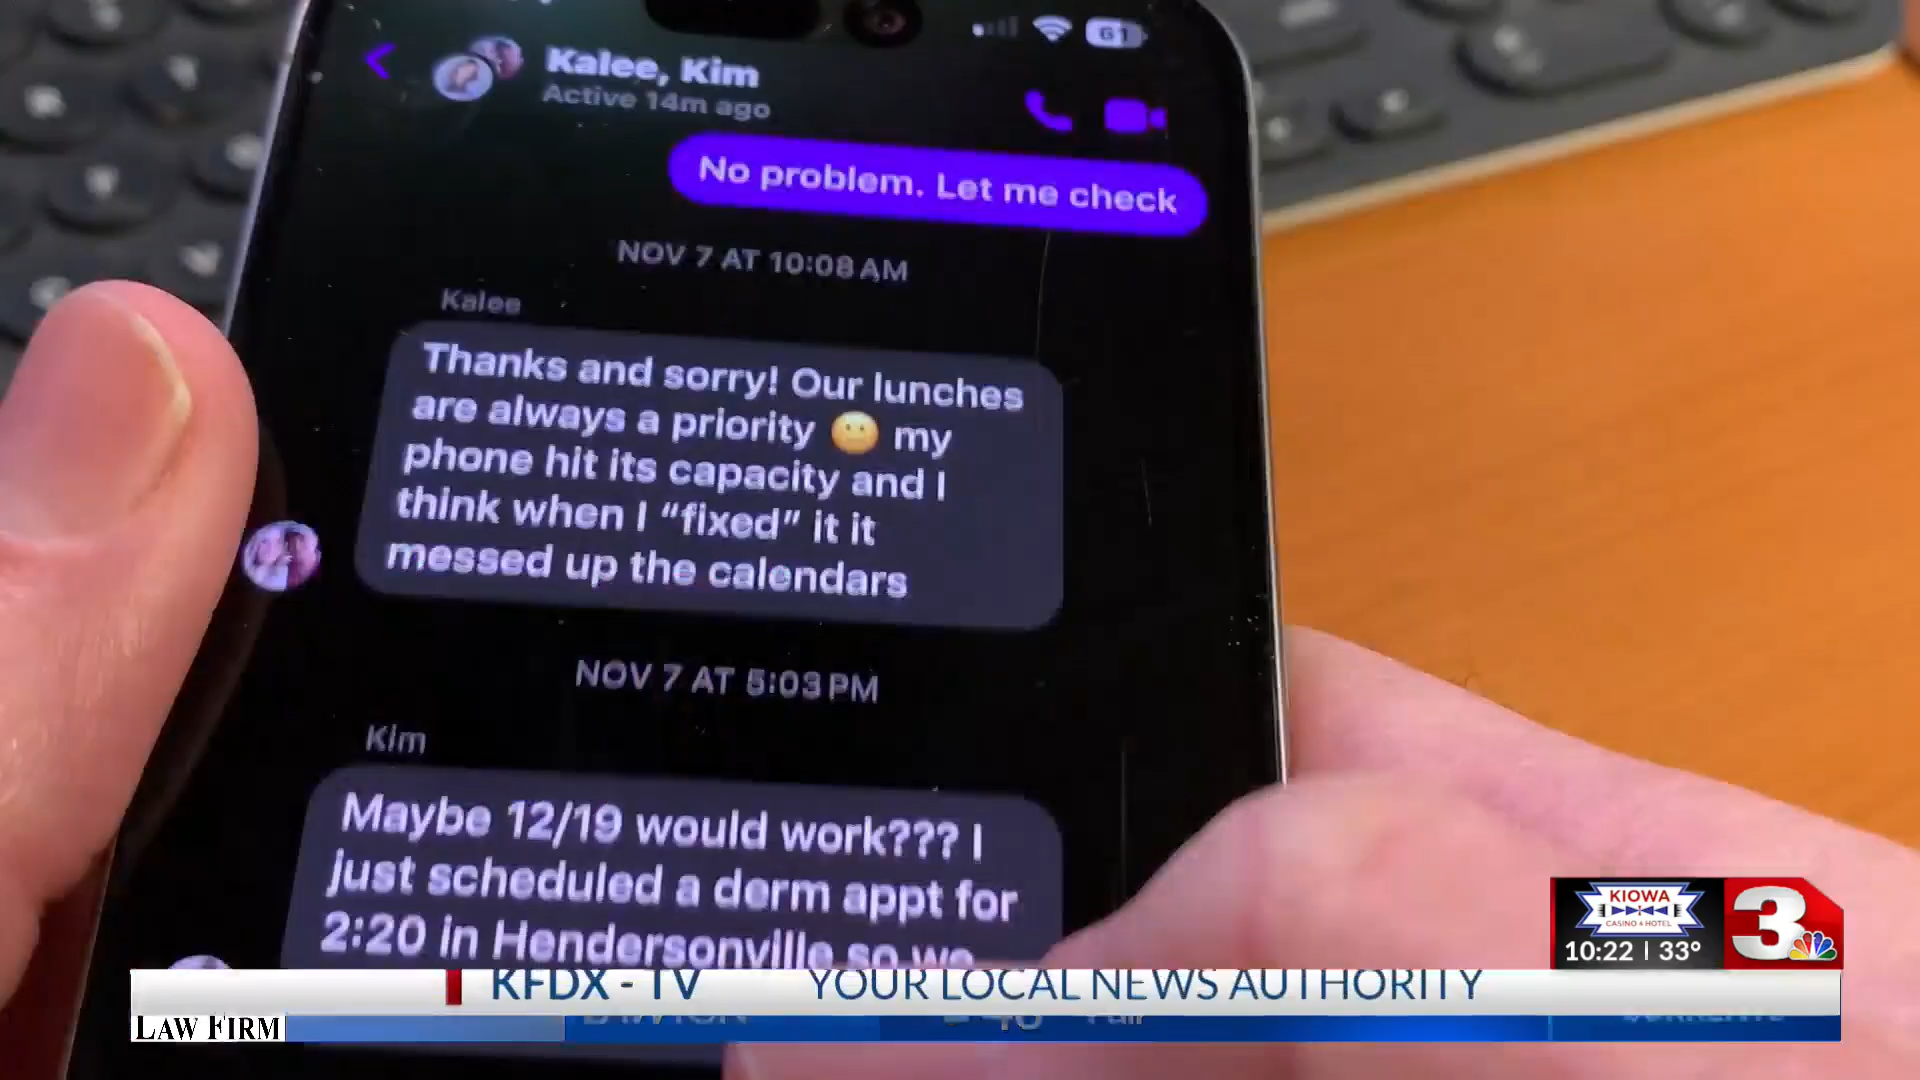 61
Kalee, Kim
Active 14m ago
No problem. Let me check
NOV 7 AT 10:08 AM
Kalee
Thanks and sorry! Our lunches
are always a priority 🙂 my
phone hit its capacity and I
think when I “fixed” it it
messed up the calendars
NOV 7 AT 5:03 PM
Kim
Maybe 12/19 would work??? I
just scheduled a derm appt for
2:20 in Hendersonville so we
KIOWA
CASINO & HOTEL
10:22 | 33°
3
KFDX - TV YOUR LOCAL NEWS AUTHORITY
LAW FIRM